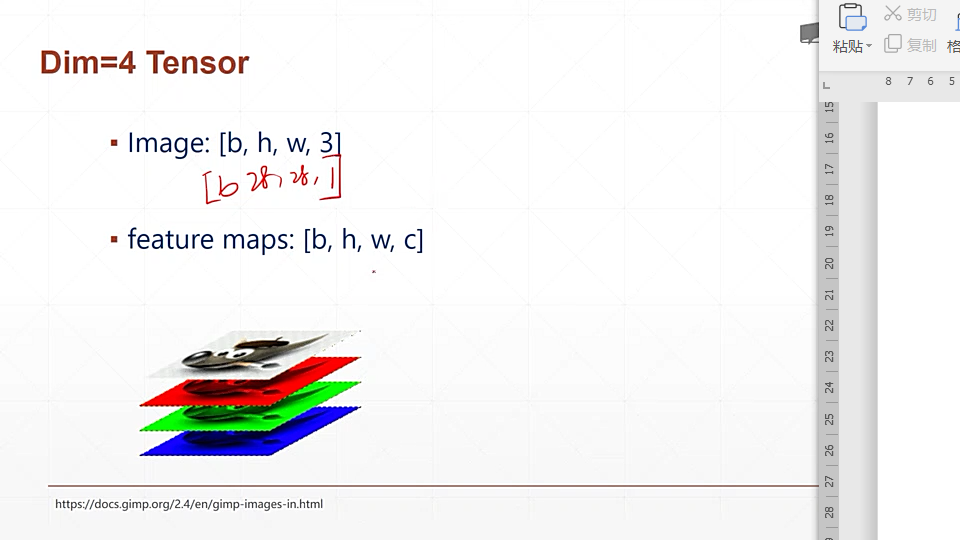 Dim=4 Tensor
Image: [b, h, w, 3]
[b 28, 28, 1]
feature maps: [b, h, w, c]
https://docs.gimp.org/2.4/en/gimp-images-in.html
剪切
粘贴
复制
格
8 7 6 5
15
16
17
18
19
20
21
22
23
24
25
26
27
28